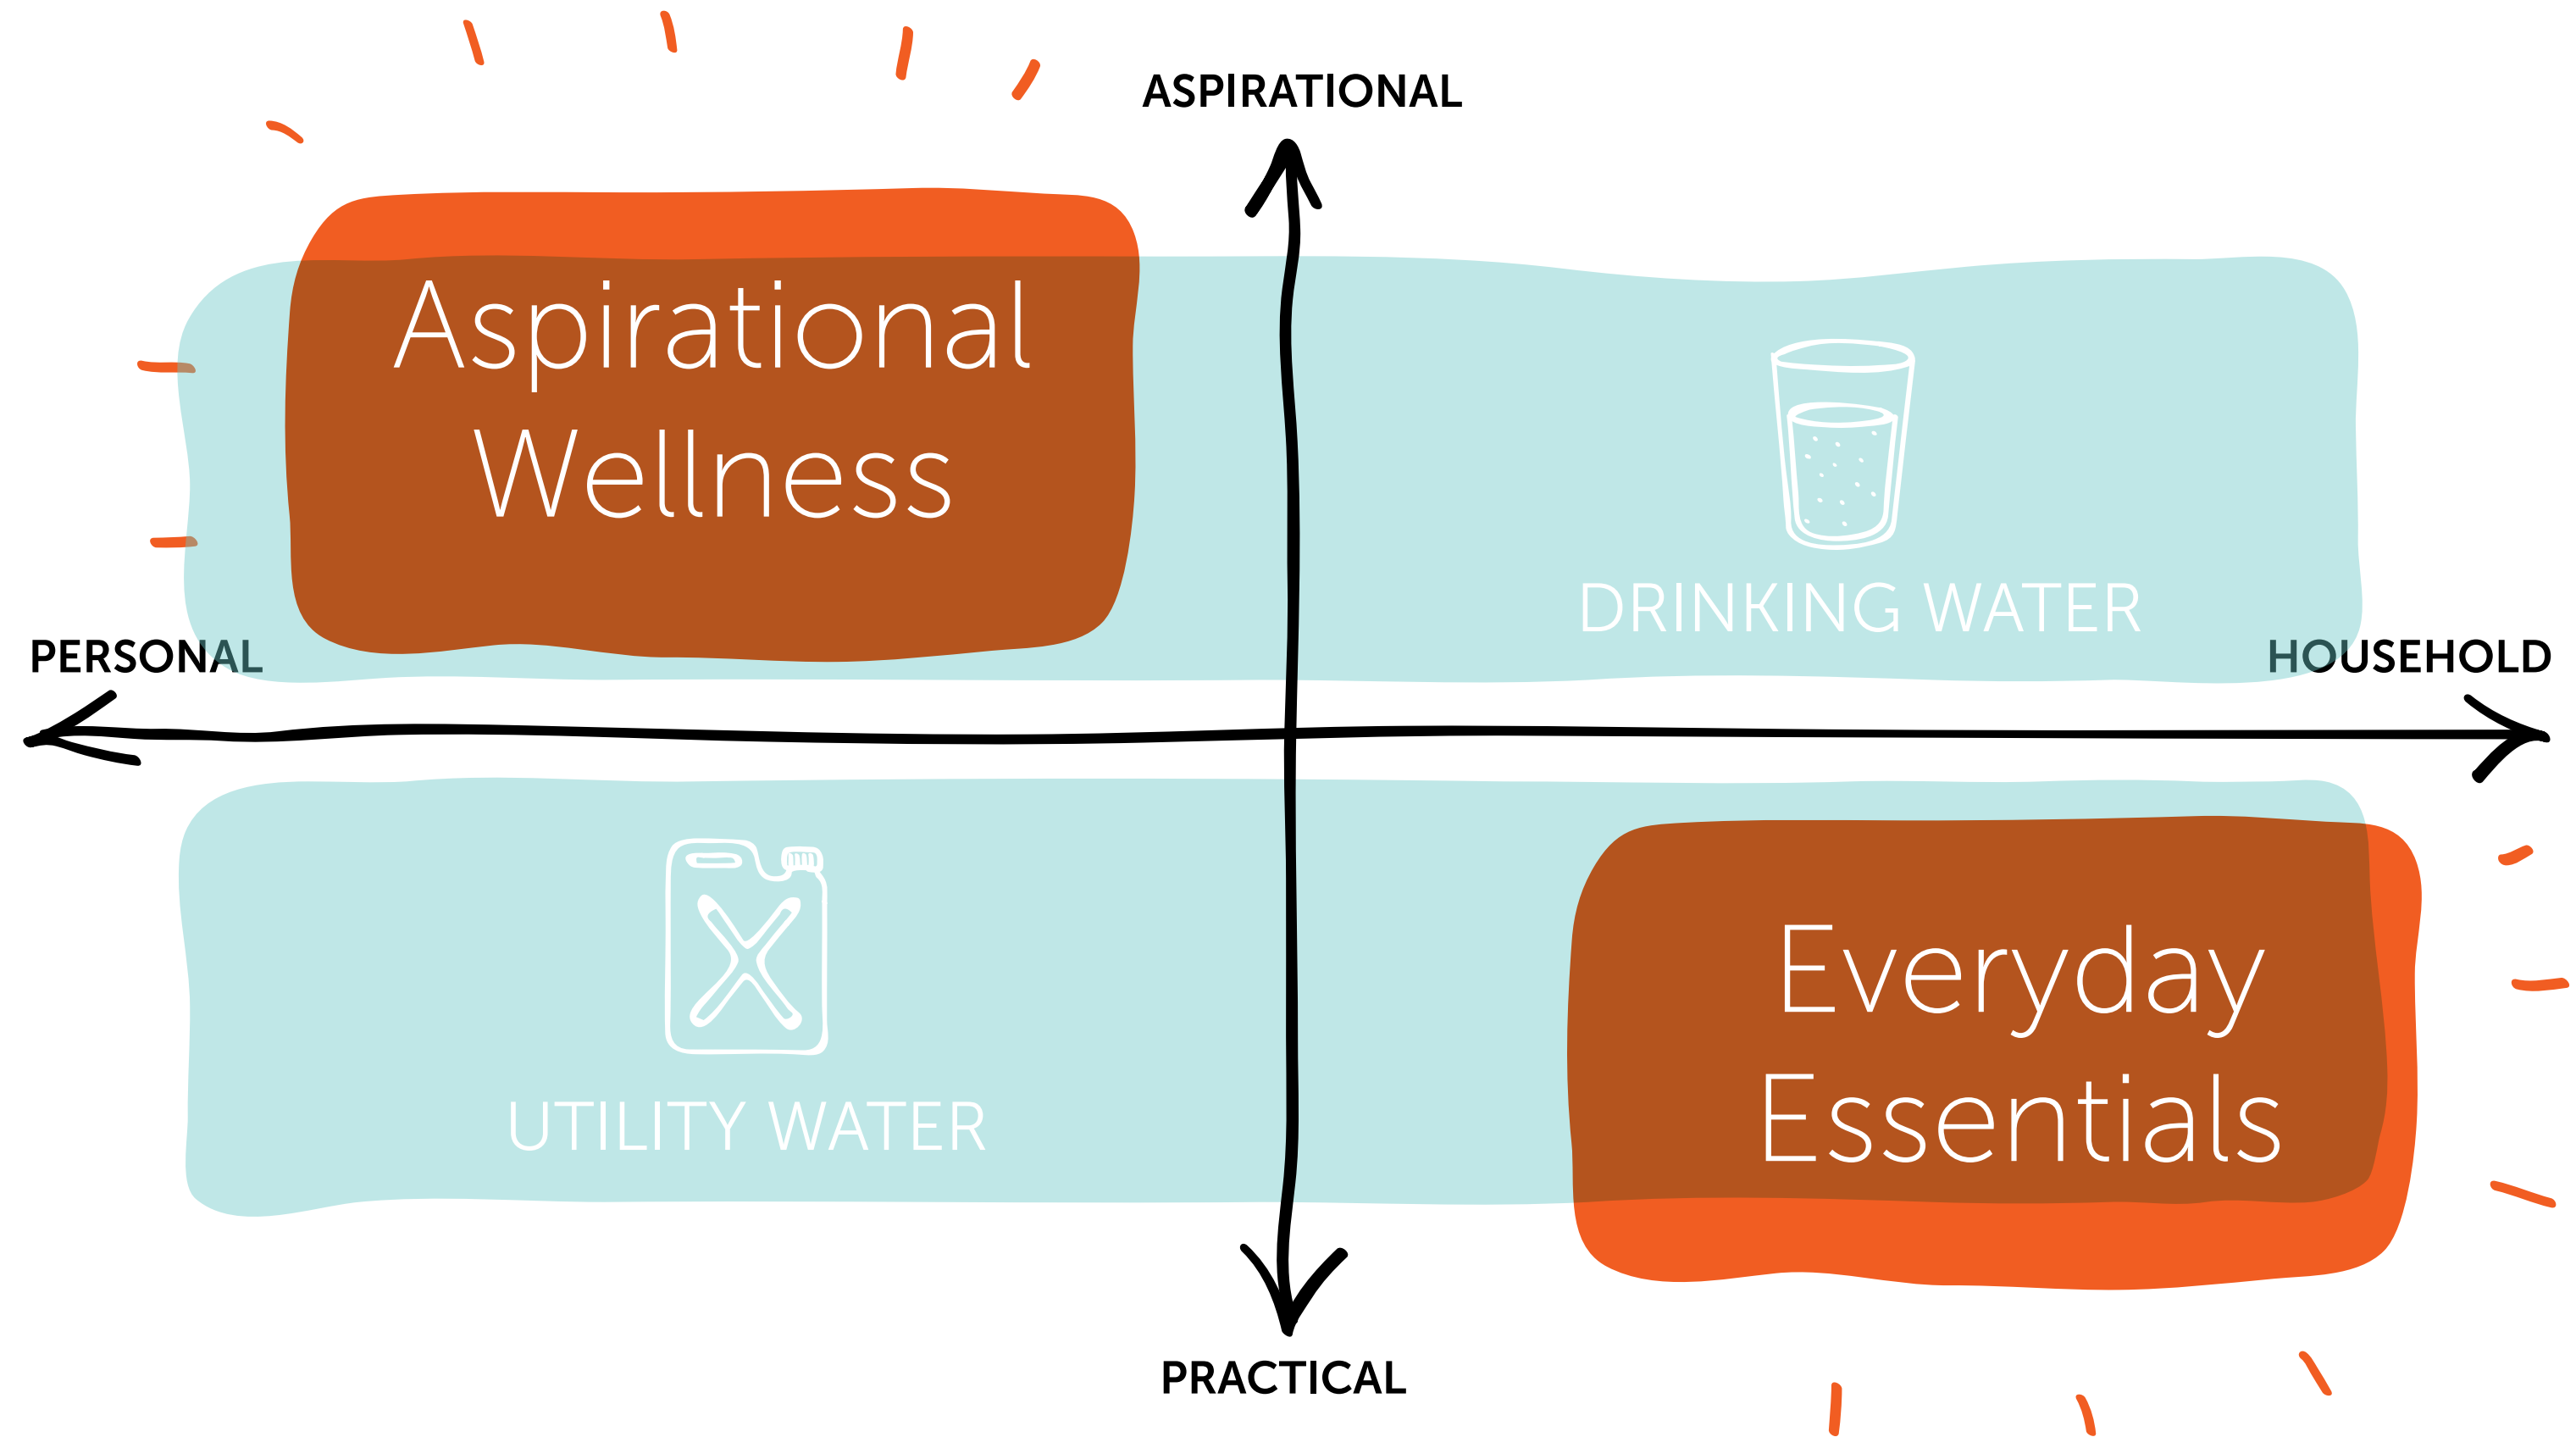 ASPIRATIONAL
Aspirational
Wellness
DRINKING WATER
PERSONAL
HOUSEHOLD
UTILITY WATER
Everyday
Essentials
PRACTICAL